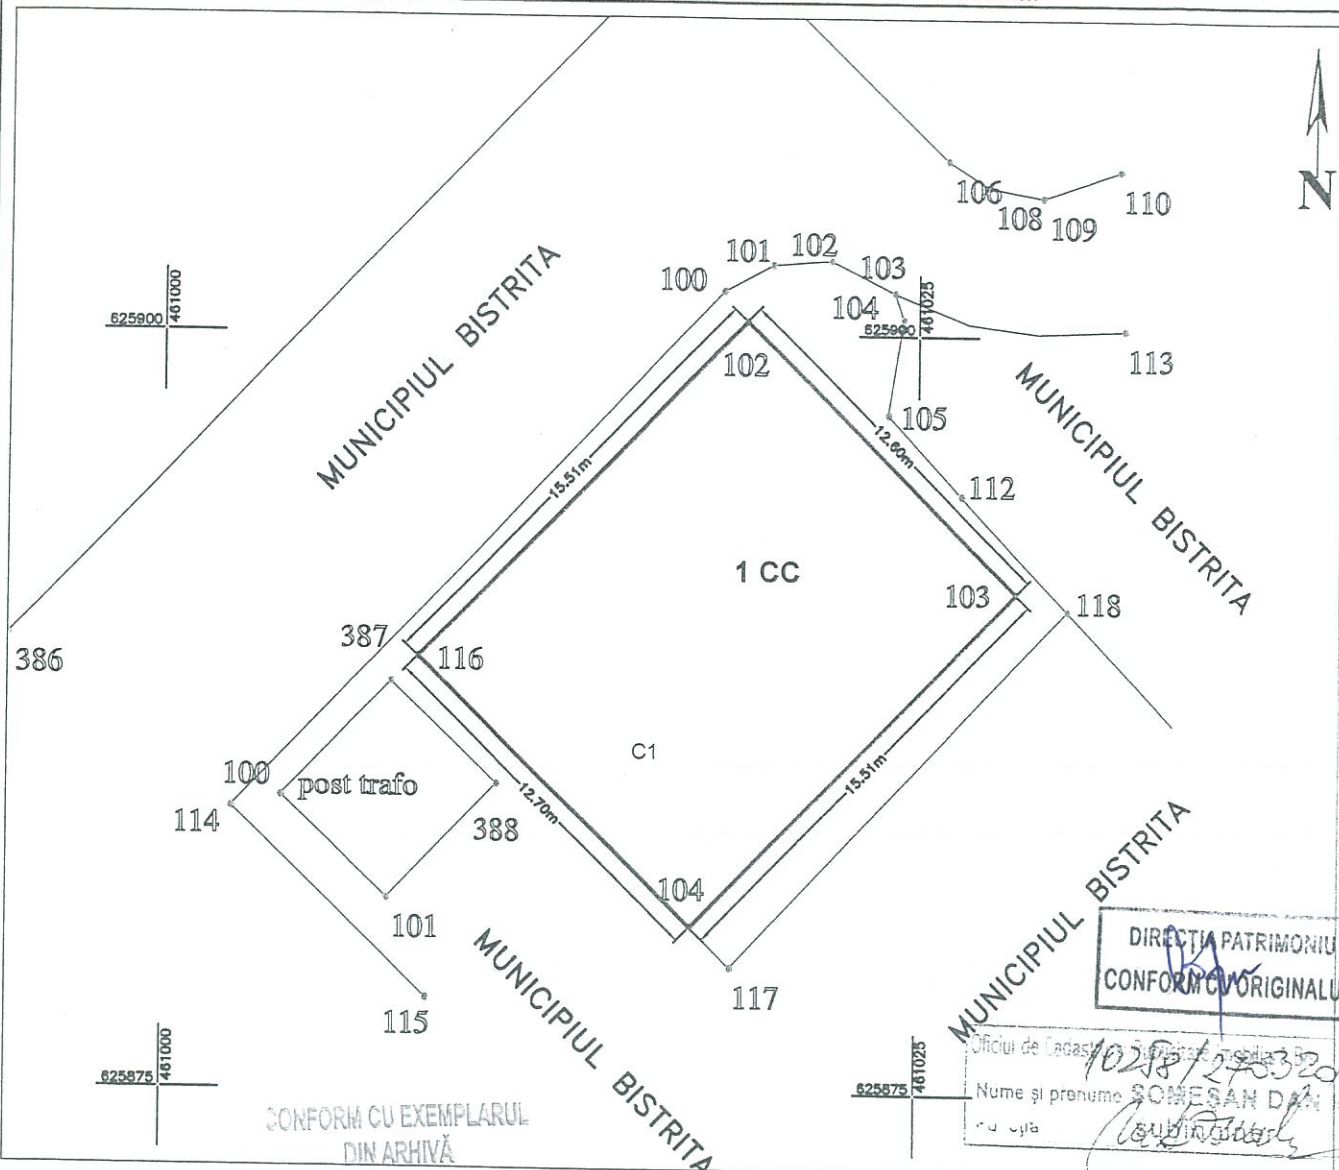 N
106
108
109
110
101
102
103
100
104
461000
625900
461025
625900
MUNICIPIUL BISTRITA
102
113
MUNICIPIUL BISTRITA
105
12.60m
15.51m
112
1 CC
103
118
387
386
116
C1
100
post trafo
15.51m
114
12.70m
388
104
101
MUNICIPIUL BISTRITA
MUNICIPIUL BISTRITA
117
115
DIRECȚIA PATRIMONIU
CONFORM CU ORIGINALU
461000
625875
461025
625875
Oficiul de Cadastru
Nume și prenume SOMESAN DAN
CONFORM CU EXEMPLARUL
DIN ARHIVĂ